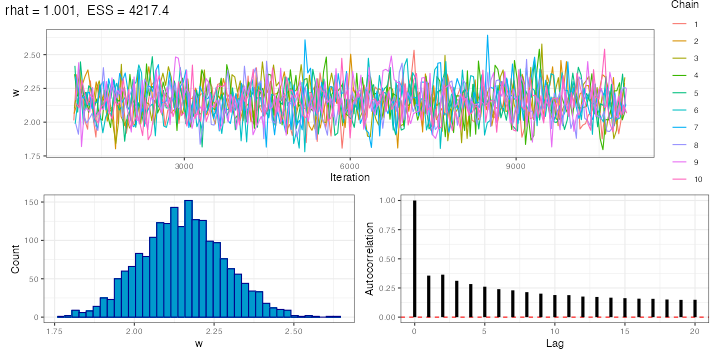 rhat = 1.001,  ESS = 4217.4
Chain
1
2
3
4
5
6
7
8
9
10
w
2.50
2.25
2.00
1.75
3000 6000 9000
Iteration
Count
150
100
50
0
1.75 2.00 2.25 2.50
w
Autocorrelation
1.00
0.75
0.50
0.25
0.00
0 5 10 15 20
Lag